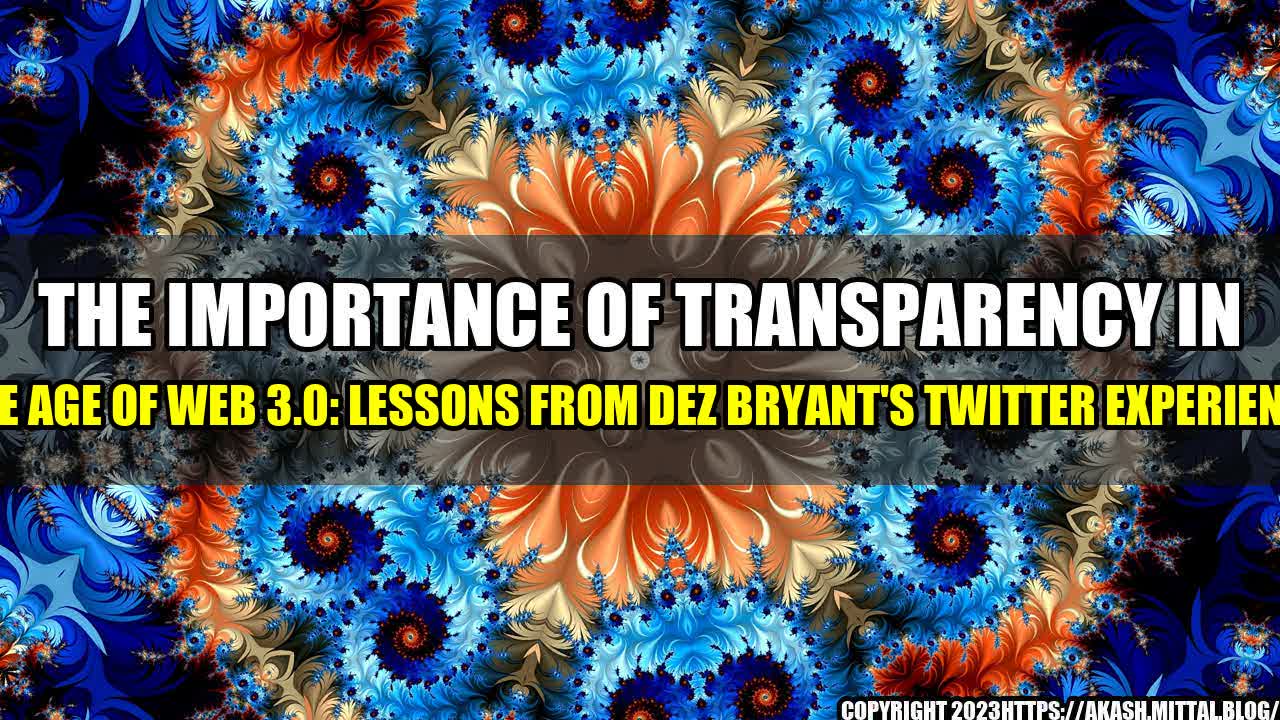 THE IMPORTANCE OF TRANSPARENCY IN
E AGE OF WEB 3.0: LESSONS FROM DEZ BRYANT'S TWITTER EXPERIEN
COPYRIGHT 2023HTTPS://AKASH.MITTAL.BLOG/